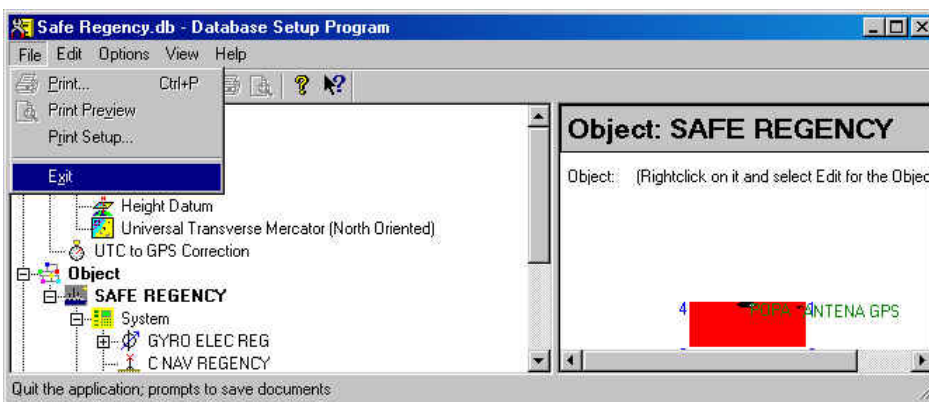 Safe Regency.db - Database Setup Program
File Edit Options View Help
Print... Ctrl+P
Print Preview
Print Setup...
Exit
Height Datum
Universal Transverse Mercator (North Oriented)
UTC to GPS Correction
Object
SAFE REGENCY
System
GYRO ELEC REG
C NAV REGENCY
Object: SAFE REGENCY
Object: (Rightclick on it and select Edit for the Objec
4 ANTENA GPS
Quit the application; prompts to save documents